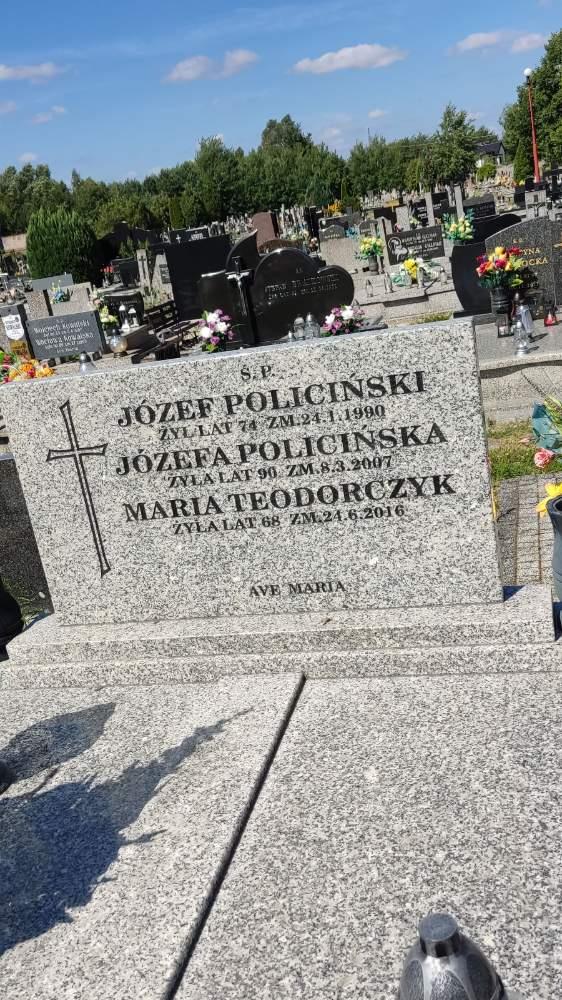 Ś.P.
JÓZEF POLICIŃSKI
ŻYŁ LAT 74 ZM.24.1.1990
JÓZEFA POLICIŃSKA
ŻYŁA LAT 90 ZM.8.3.2007
MARIA TEODORCZYK
ŻYŁA LAT 68 ZM.24.6.2016
AVE MARIA